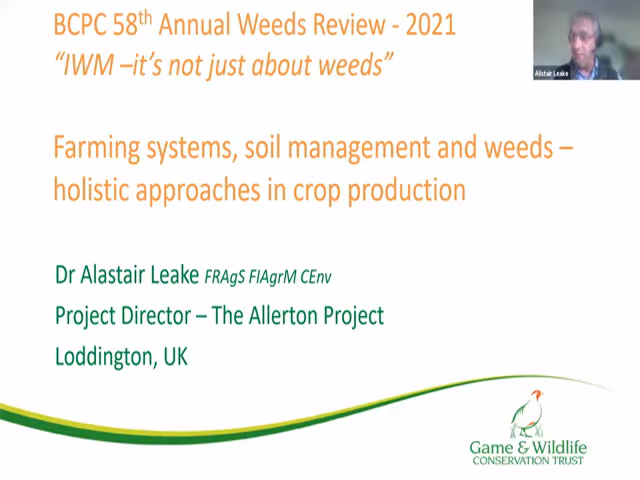 BCPC 58th Annual Weeds Review - 2021
“IWM –it’s not just about weeds”
Alistair Leake
Farming systems, soil management and weeds –
holistic approaches in crop production
Dr Alastair Leake FRAgS FIAgrM CEnv
Project Director – The Allerton Project
Loddington, UK
Game & Wildlife
CONSERVATION TRUST